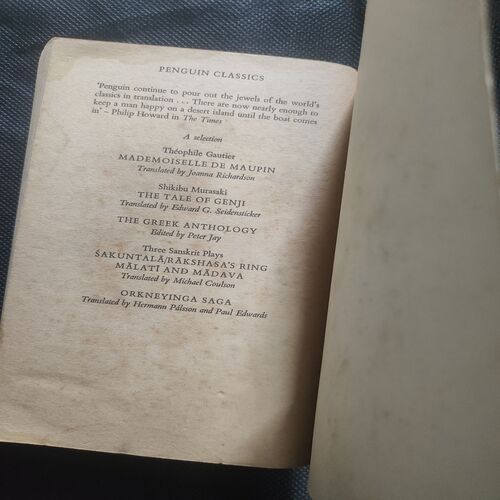 PENGUIN CLASSICS
'Penguin continue to pour out the jewels of the world's
classics in translation . . . There are now nearly enough to
keep a man happy on a desert island until the boat comes
in' – Philip Howard in The Times
A selection
Théophile Gautier
MADEMOISELLE DE MAUPIN
Translated by Joanna Richardson
Shikibu Murasaki
THE TALE OF GENJI
Translated by Edward G. Seidensticker
THE GREEK ANTHOLOGY
Edited by Peter Jay
Three Sanskrit Plays
ŚAKUNTALĀ/RĀKSHASA'S RING
MĀLATĪ AND MĀDAVA
Translated by Michael Coulson
ORKNEYINGA SAGA
Translated by Hermann Pálsson and Paul Edwards